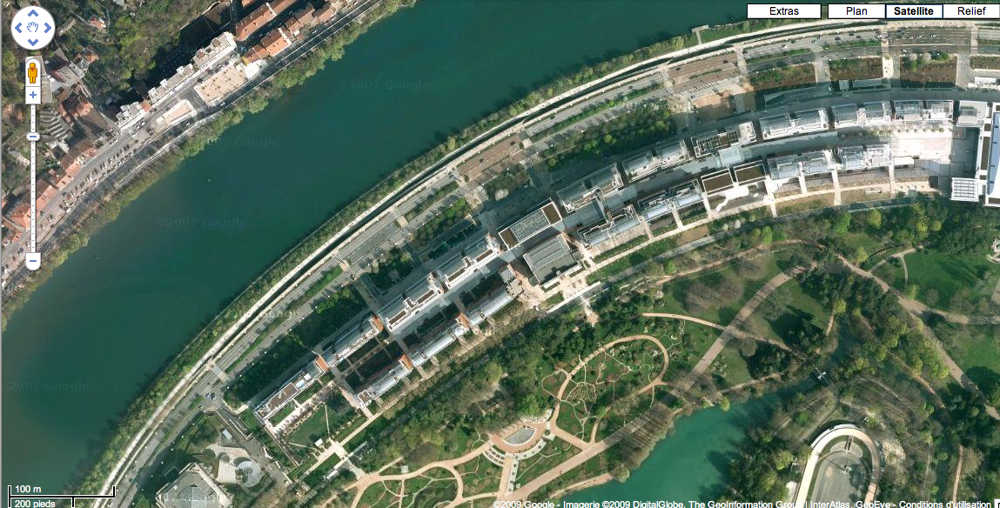 Extras Plan Satellite Relief
© 2007 Google
2007 Google
©2007 Google
2007 Google
100 m
200 pieds
©2009 Google - Imagerie ©2009 DigitalGlobe, The GeoInformation Group | InterAtlas, GeoEye - Conditions d'utilisation